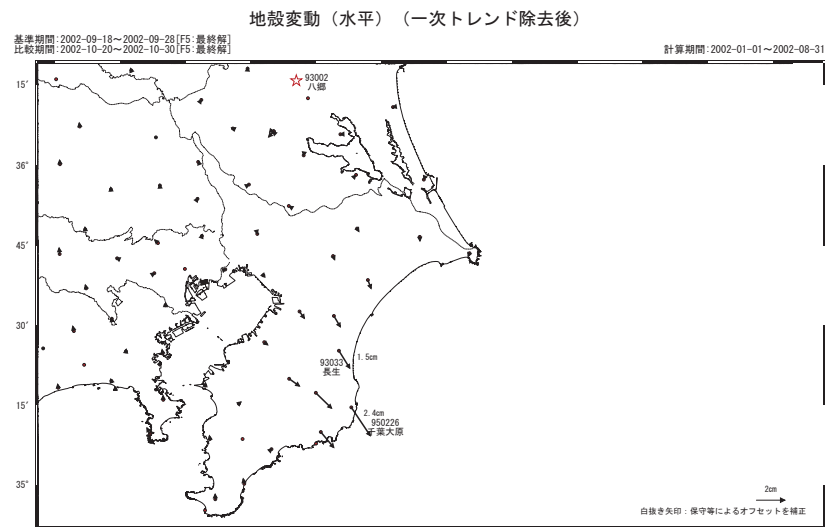 地殻変動（水平）（一次トレンド除去後）
基準期間:2002-09-18～2002-09-28[F5:最終解]
比較期間:2002-10-20～2002-10-30[F5:最終解]
計算期間:2002-01-01～2002-08-31
15'
93002
八郷
36°
45'
30'
93033
長生
1.5cm
15'
2.4cm
950226
千葉大原
35°
2cm
白抜き矢印：保守等によるオフセットを補正